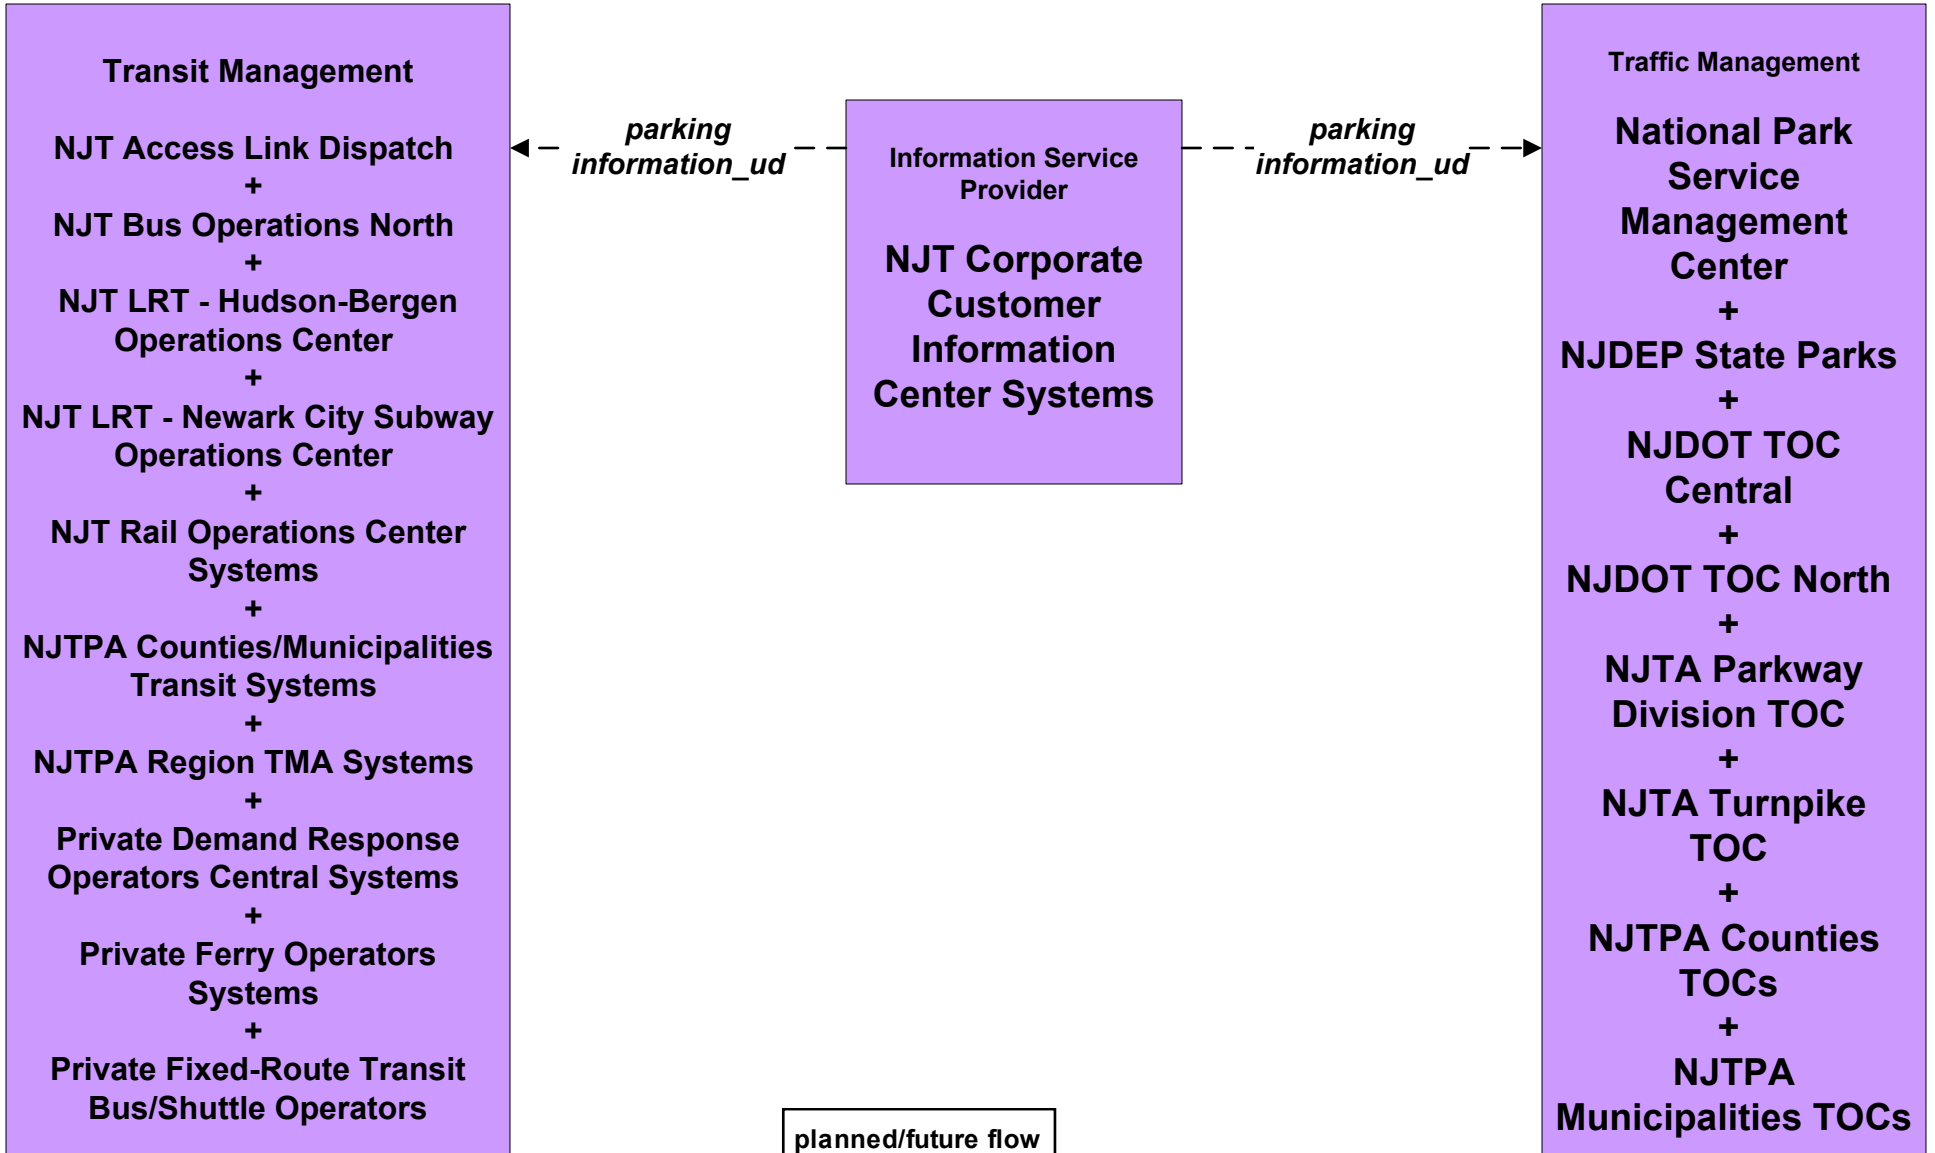 Transit Management
NJT Access Link Dispatch
+
NJT Bus Operations North
+
NJT LRT - Hudson-Bergen
Operations Center
+
NJT LRT - Newark City Subway
Operations Center
+
NJT Rail Operations Center
Systems
+
NJTPA Counties/Municipalities
Transit Systems
+
NJTPA Region TMA Systems
+
Private Demand Response
Operators Central Systems
+
Private Ferry Operators
Systems
+
Private Fixed-Route Transit
Bus/Shuttle Operators
parking
information_ud
Information Service
Provider
NJT Corporate
Customer
Information
Center Systems
planned/future flow
parking
information_ud
Traffic Management
National Park
Service
Management
Center
+
NJDEP State Parks
+
NJDOT TOC
Central
+
NJDOT TOC North
+
NJTA Parkway
Division TOC
+
NJTA Turnpike
TOC
+
NJTPA Counties
TOCs
+
NJTPA
Municipalities TOCs